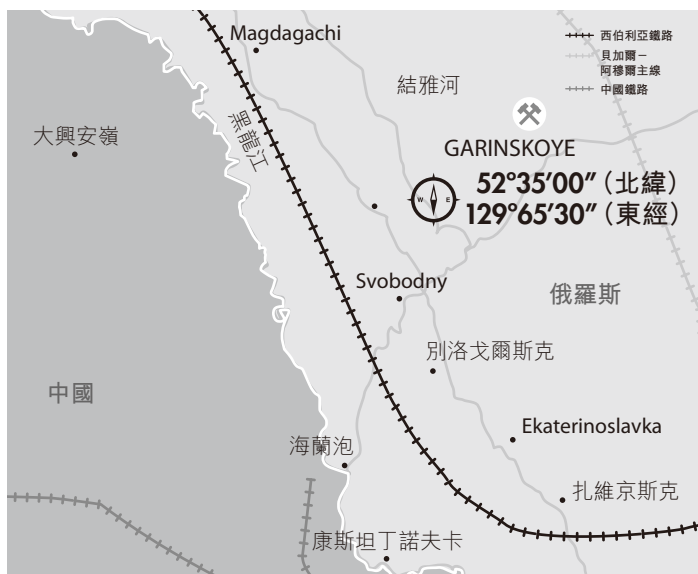 Magdagachi
西伯利亞鐵路
貝加爾－
阿穆爾主線
中國鐵路
結雅河
大興安嶺
黑龍江
GARINSKOYE
52°35′00″（北緯）
129°65′30″（東經）
W E
Svobodny
俄羅斯
別洛戈爾斯克
中國
Ekaterinoslavka
海蘭泡
扎維京斯克
康斯坦丁諾夫卡